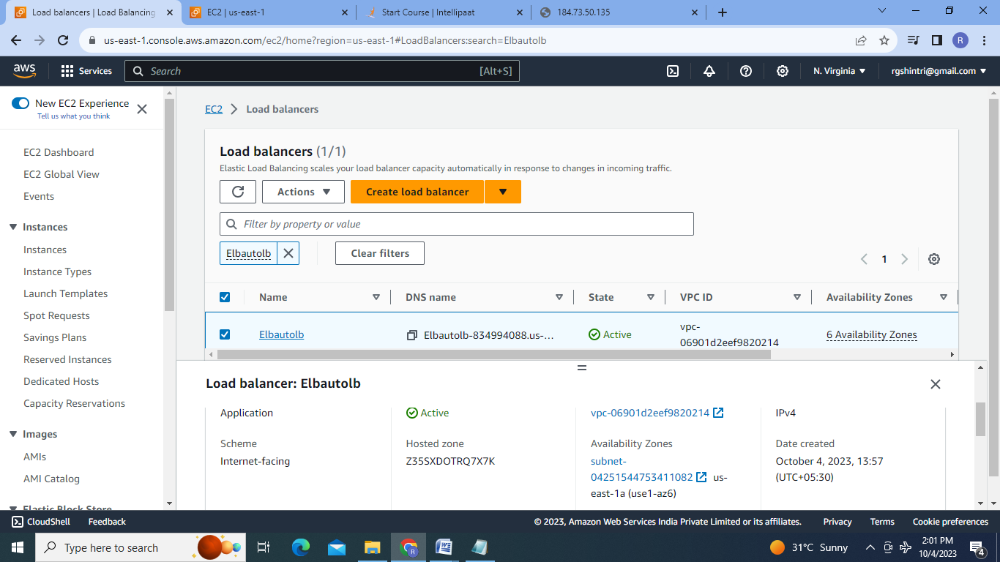 Load balancers | Load Balancing
EC2 | us-east-1
Start Course | Intellipaat
184.73.50.135
us-east-1.console.aws.amazon.com/ec2/home?region=us-east-1#LoadBalancers:search=Elbautolb
R
aws
Services
Search
[Alt+S]
N. Virginia
rgshintri@gmail.com
New EC2 Experience
Tell us what you think
EC2 Dashboard
EC2 Global View
Events
Instances
Instances
Instance Types
Launch Templates
Spot Requests
Savings Plans
Reserved Instances
Dedicated Hosts
Capacity Reservations
Images
AMIs
AMI Catalog
Elastic Block Store
EC2
Load balancers
Load balancers (1/1)
Elastic Load Balancing scales your load balancer capacity automatically in response to changes in incoming traffic.
Actions
Create load balancer
Filter by property or value
Elbautolb
Clear filters
1
Name
DNS name
State
VPC ID
Availability Zones
Elbautolb
Elbautolb-834994088.us-...
Active
vpc-
06901d2eef9820214
6 Availability Zones
Load balancer: Elbautolb
Application
Active
vpc-06901d2eef9820214
IPv4
Scheme
Internet-facing
Hosted zone
Z35SXDOTRQ7X7K
Availability Zones
subnet-
04251544753411082 us-
east-1a (use1-az6)
Date created
October 4, 2023, 13:57
(UTC+05:30)
CloudShell
Feedback
© 2023, Amazon Web Services India Private Limited or its affiliates.
Privacy
Terms
Cookie preferences
Type here to search
31°C Sunny
2:01 PM
10/4/2023
4